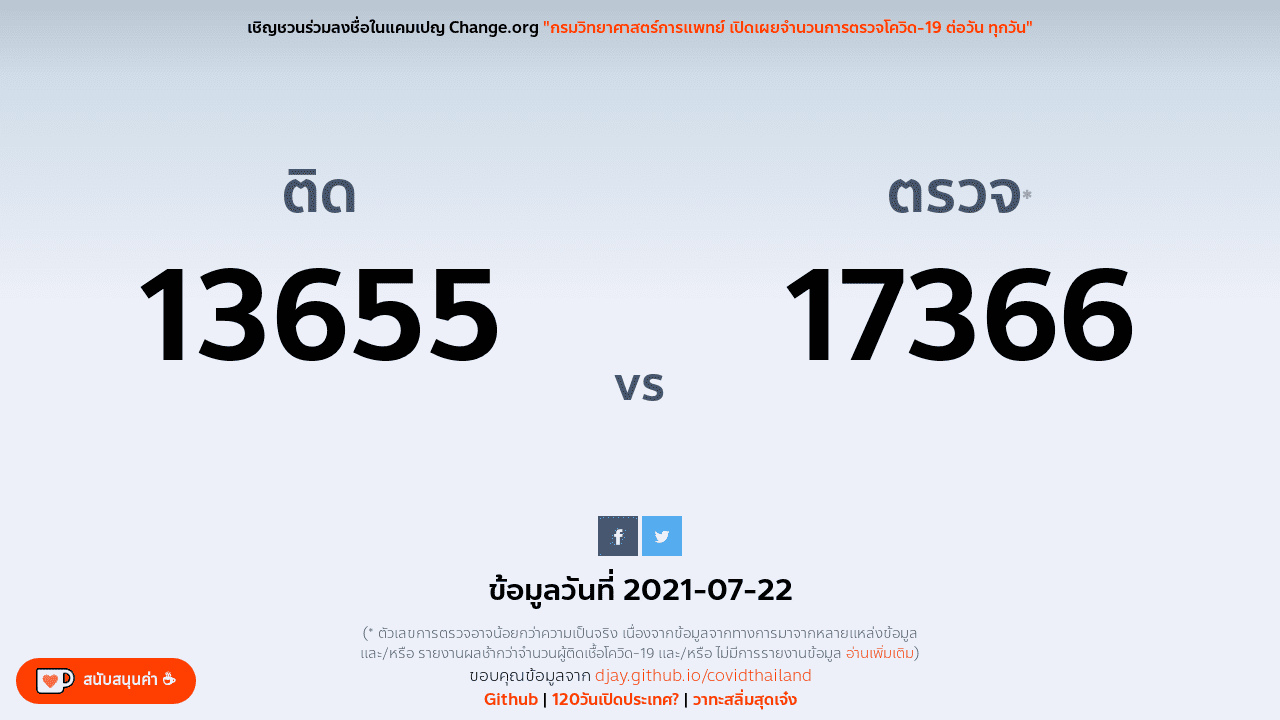 เชิญชวนร่วมลงชื่อในแคมเปญ Change.org "กรมวิทยาศาสตร์การแพทย์ เปิดเผยจำนวนการตรวจโควิด-19 ต่อวัน ทุกวัน"
ติด
ตรวจ*
13655
17366
vs
ข้อมูลวันที่ 2021-07-22
(* ตัวเลขการตรวจอาจน้อยกว่าความเป็นจริง เนื่องจากข้อมูลจากทางการมาจากหลายแหล่งข้อมูล
และ/หรือ รายงานผลช้ากว่าจำนวนผู้ติดเชื้อโควิด-19 และ/หรือ ไม่มีการรายงานข้อมูล อ่านเพิ่มเติม)
ขอบคุณข้อมูลจาก djay.github.io/covidthailand
Github | 120วันเปิดประเทศ? | วาทะสลิ่มสุดเจ๋ง
สนับสนุนค่า ☕